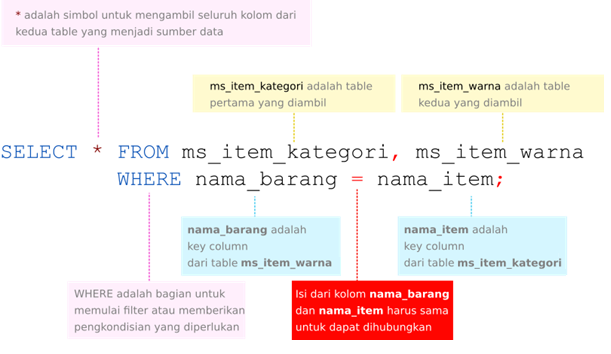 * adalah simbol untuk mengambil seluruh kolom dari
kedua table yang menjadi sumber data
ms_item_kategori adalah table
pertama yang diambil
ms_item_warna adalah table
kedua yang diambil
SELECT * FROM ms_item_kategori, ms_item_warna
WHERE nama_barang = nama_item;
nama_barang adalah
key column
dari table ms_item_warna
nama_item adalah
key column
dari table ms_item_kategori
WHERE adalah bagian untuk
memulai filter atau memberikan
pengkondisian yang diperlukan
Isi dari kolom nama_barang
dan nama_item harus sama
untuk dapat dihubungkan